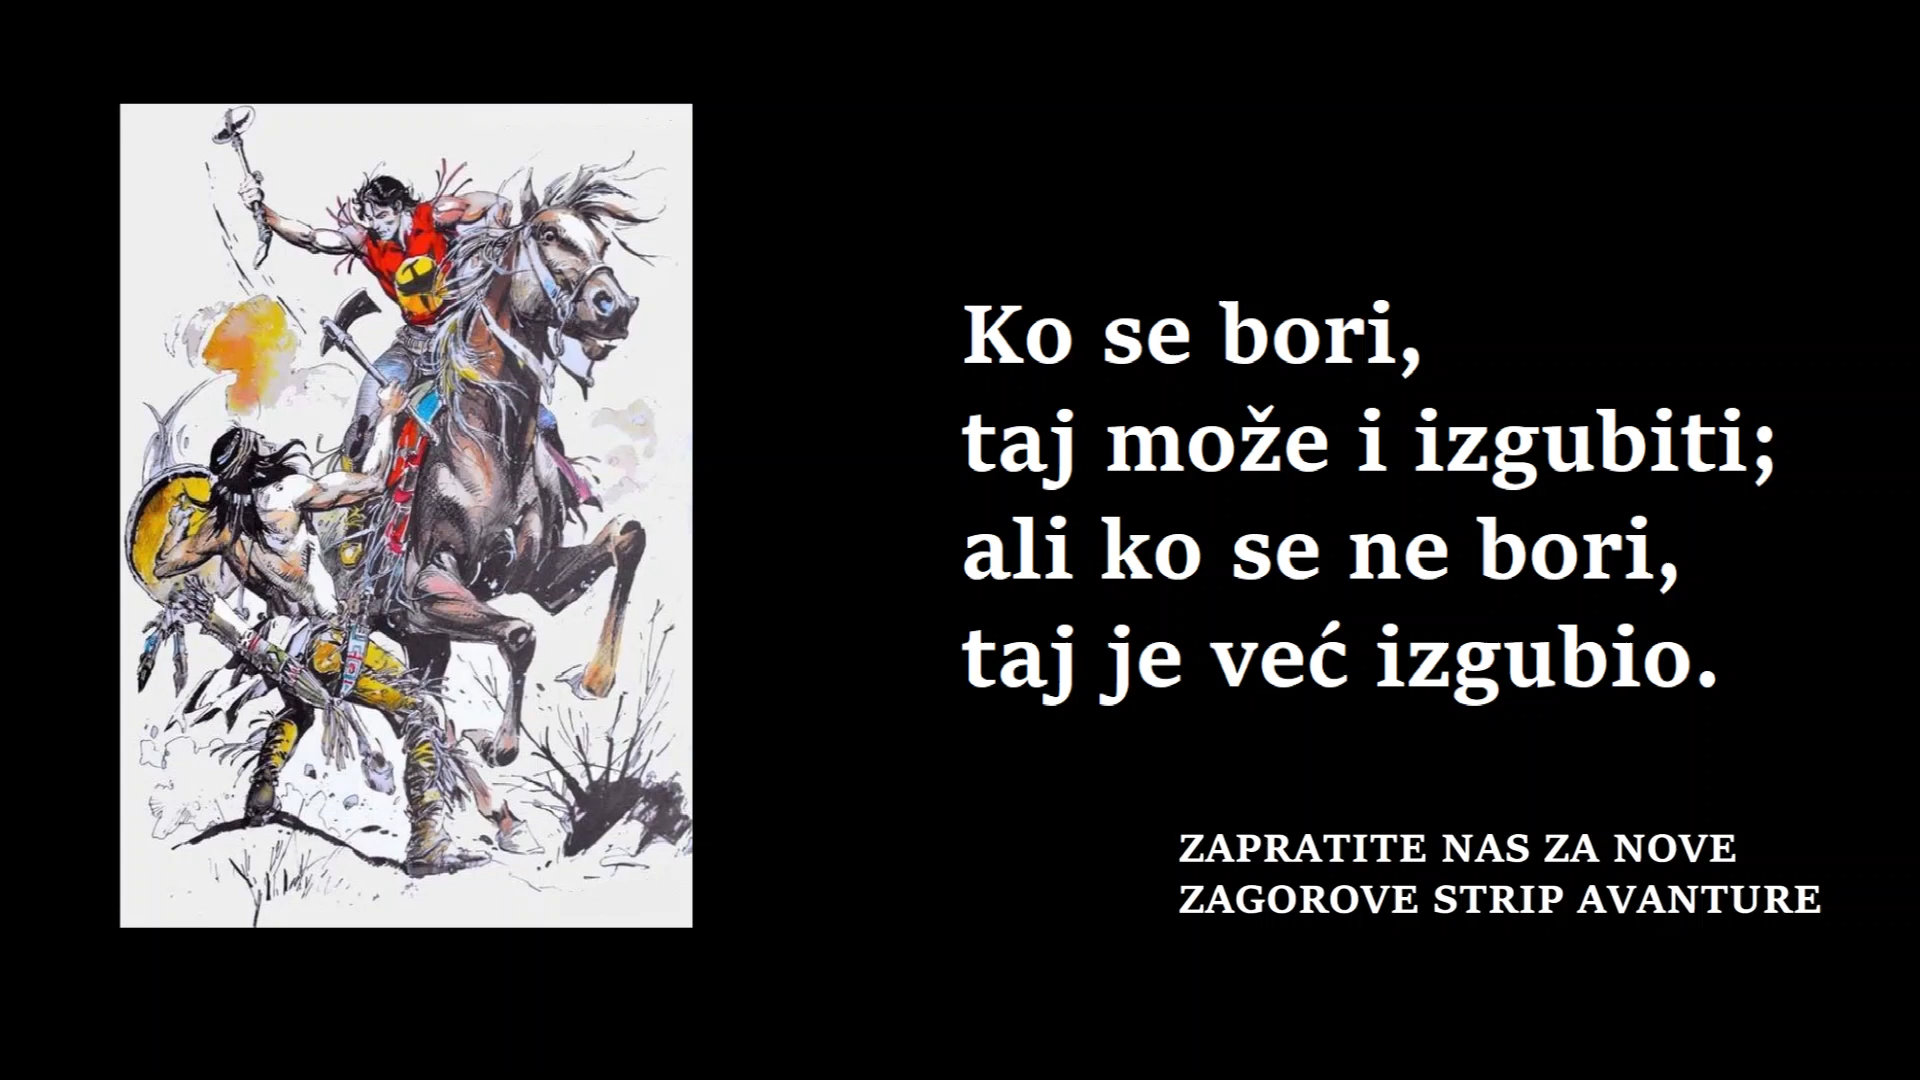 Ko se bori,
taj može i izgubiti;
ali ko se ne bori,
taj je već izgubio.
ZAPRATITE NAS ZA NOVE
ZAGOROVE STRIP AVANTURE